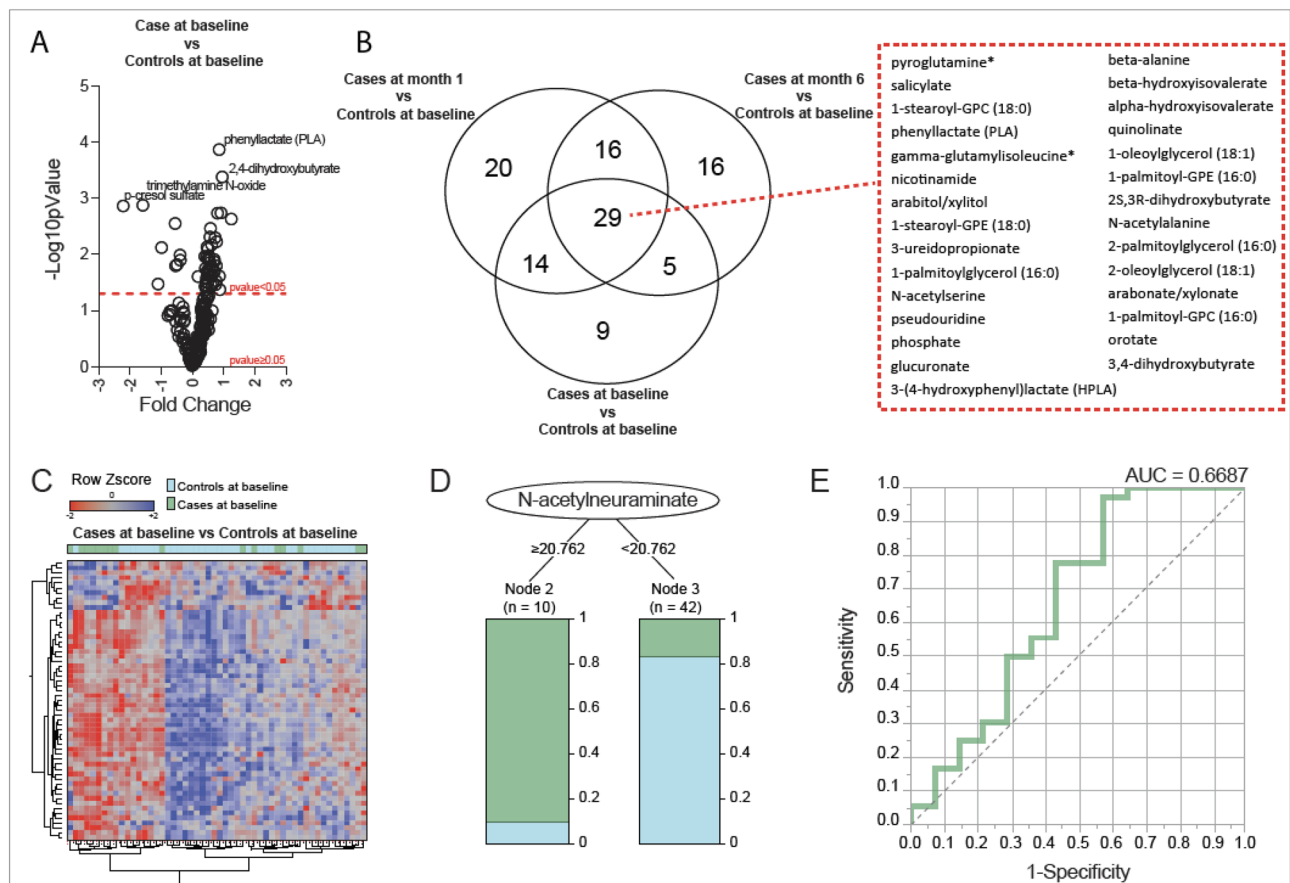 A
Case at baseline
vs
Controls at baseline
-Log10pValue
5
4
3
2
1
0
phenyllactate (PLA)
2,4-dihydroxybutyrate
trimethylamine N-oxide
p-cresol sulfate
pvalue<0.05
pvalue≥0.05
-3
-2
-1
0
1
2
3
Fold Change
B
Cases at month 1
vs
Controls at baseline
Cases at month 6
vs
Controls at baseline
20
16
16
29
14
5
9
Cases at baseline
vs
Controls at baseline
pyroglutamine*
salicylate
1-stearoyl-GPC (18:0)
phenyllactate (PLA)
gamma-glutamylisoleucine*
nicotinamide
arabitol/xylitol
1-stearoyl-GPE (18:0)
3-ureidopropionate
1-palmitoylglycerol (16:0)
N-acetylserine
pseudouridine
phosphate
glucuronate
3-(4-hydroxyphenyl)lactate (HPLA)
beta-alanine
beta-hydroxyisovalerate
alpha-hydroxyisovalerate
quinolinate
1-oleoylglycerol (18:1)
1-palmitoyl-GPE (16:0)
2S,3R-dihydroxybutyrate
N-acetylalanine
2-palmitoylglycerol (16:0)
2-oleoylglycerol (18:1)
arabonate/xylonate
1-palmitoyl-GPC (16:0)
orotate
3,4-dihydroxybutyrate
C
Row Zscore
0
-2
+2
Controls at baseline
Cases at baseline
Cases at baseline vs Controls at baseline
D
N-acetylneuraminate
≥20.762
<20.762
Node 2
(n = 10)
Node 3
(n = 42)
1
0.8
0.6
0.4
0.2
0
1
0.8
0.6
0.4
0.2
0
E
AUC = 0.6687
Sensitivity
1.0
0.9
0.8
0.7
0.6
0.5
0.4
0.3
0.2
0.1
0.0
0.0 0.1 0.2 0.3 0.4 0.5 0.6 0.7 0.8 0.9 1.0
1-Specificity